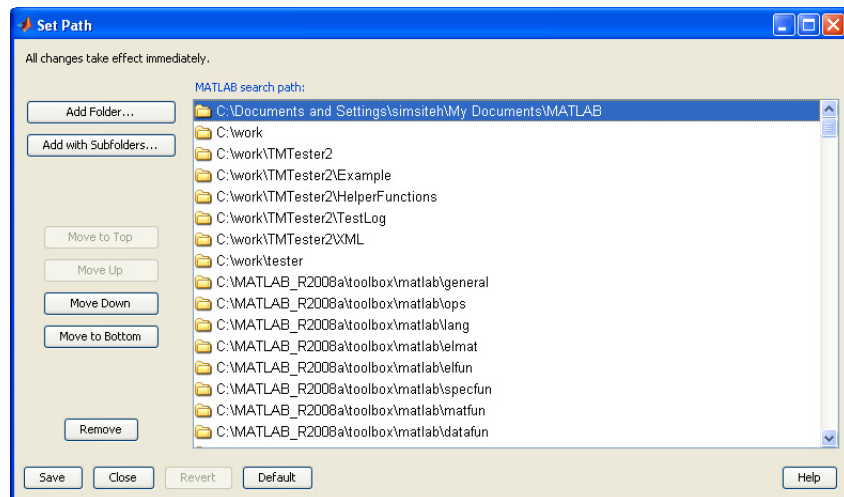 Set Path
All changes take effect immediately.
MATLAB search path:
Add Folder...
Add with Subfolders...
Move to Top
Move Up
Move Down
Move to Bottom
Remove
C:\Documents and Settings\simsiteh\My Documents\MATLAB
C:\work
C:\work\TMTester2
C:\work\TMTester2\Example
C:\work\TMTester2\HelperFunctions
C:\work\TMTester2\TestLog
C:\work\TMTester2\XML
C:\work\tester
C:\MATLAB_R2008a\toolbox\matlab\general
C:\MATLAB_R2008a\toolbox\matlab\ops
C:\MATLAB_R2008a\toolbox\matlab\lang
C:\MATLAB_R2008a\toolbox\matlab\elmat
C:\MATLAB_R2008a\toolbox\matlab\elfun
C:\MATLAB_R2008a\toolbox\matlab\specfun
C:\MATLAB_R2008a\toolbox\matlab\matfun
C:\MATLAB_R2008a\toolbox\matlab\datafun
Save Close Revert Default Help